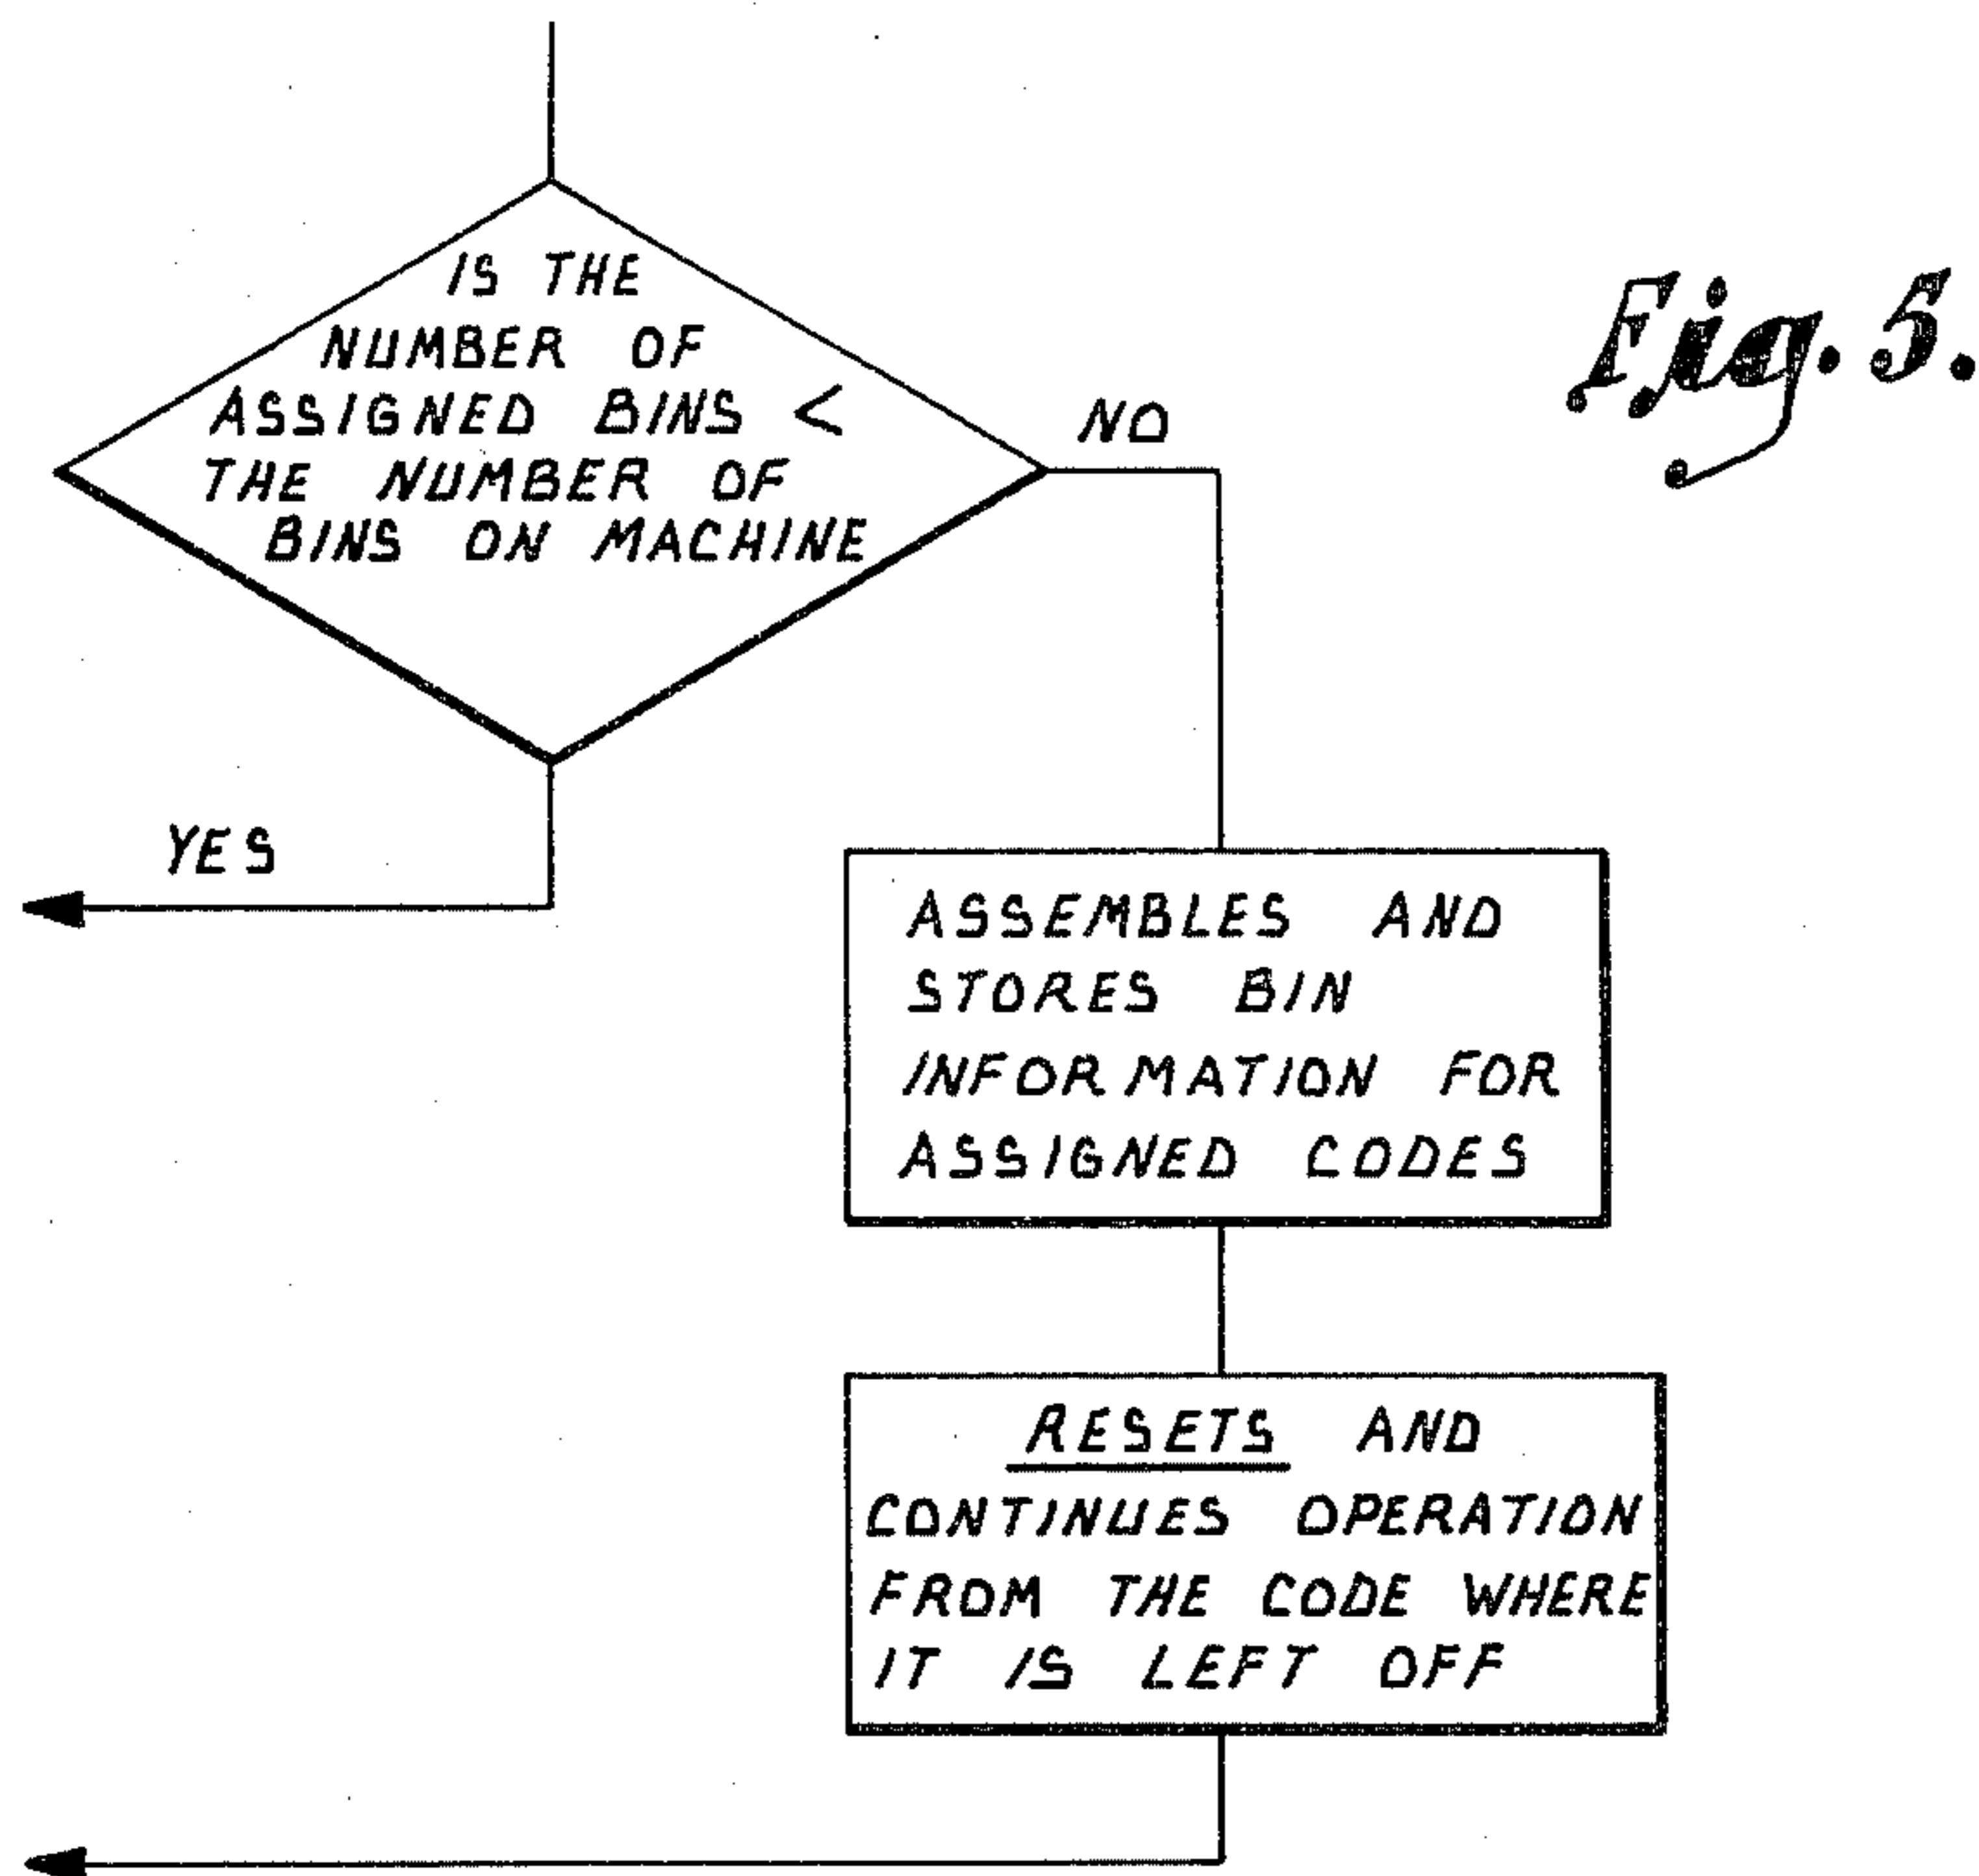 IS THE
NUMBER OF
ASSIGNED BINS <
THE NUMBER OF
BINS ON MACHINE
NO
Fig. 5.
YES
ASSEMBLES AND
STORES BIN
INFORMATION FOR
ASSIGNED CODES
RESETS AND
CONTINUES OPERATION
FROM THE CODE WHERE
IT IS LEFT OFF